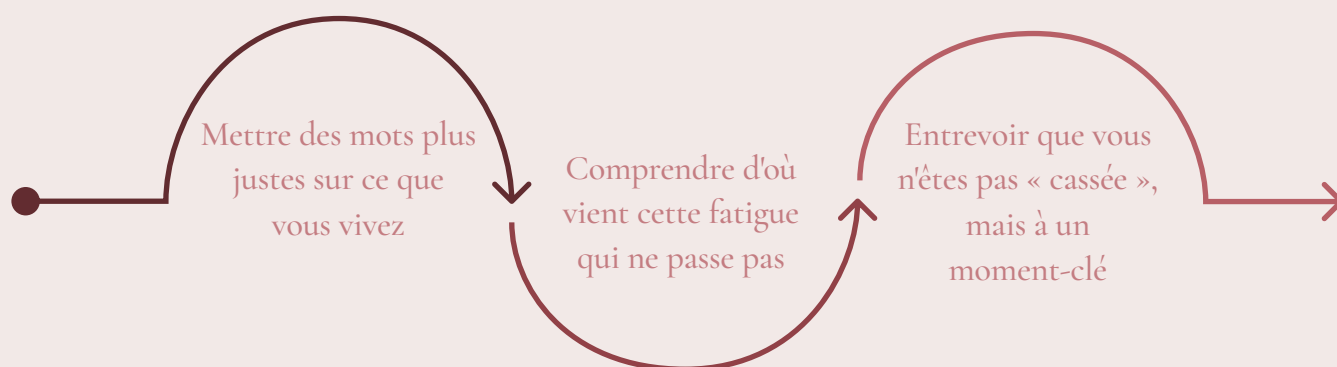 Mettre des mots plus
justes sur ce que
vous vivez
Comprendre d'où
vient cette fatigue
qui ne passe pas
Entrevoir que vous
n'êtes pas « cassée »,
mais à un
moment-clé